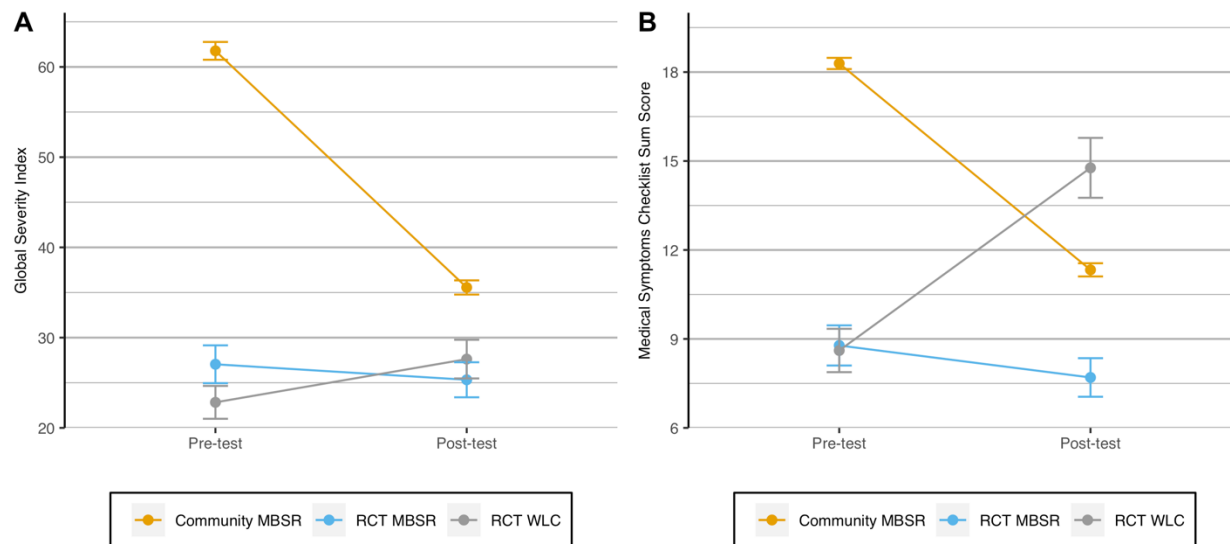 A
Global Severity Index
60
50
40
30
20
Pre-test
Post-test
Community MBSR
RCT MBSR
RCT WLC
B
Medical Symptoms Checklist Sum Score
18
15
12
9
6
Pre-test
Post-test
Community MBSR
RCT MBSR
RCT WLC